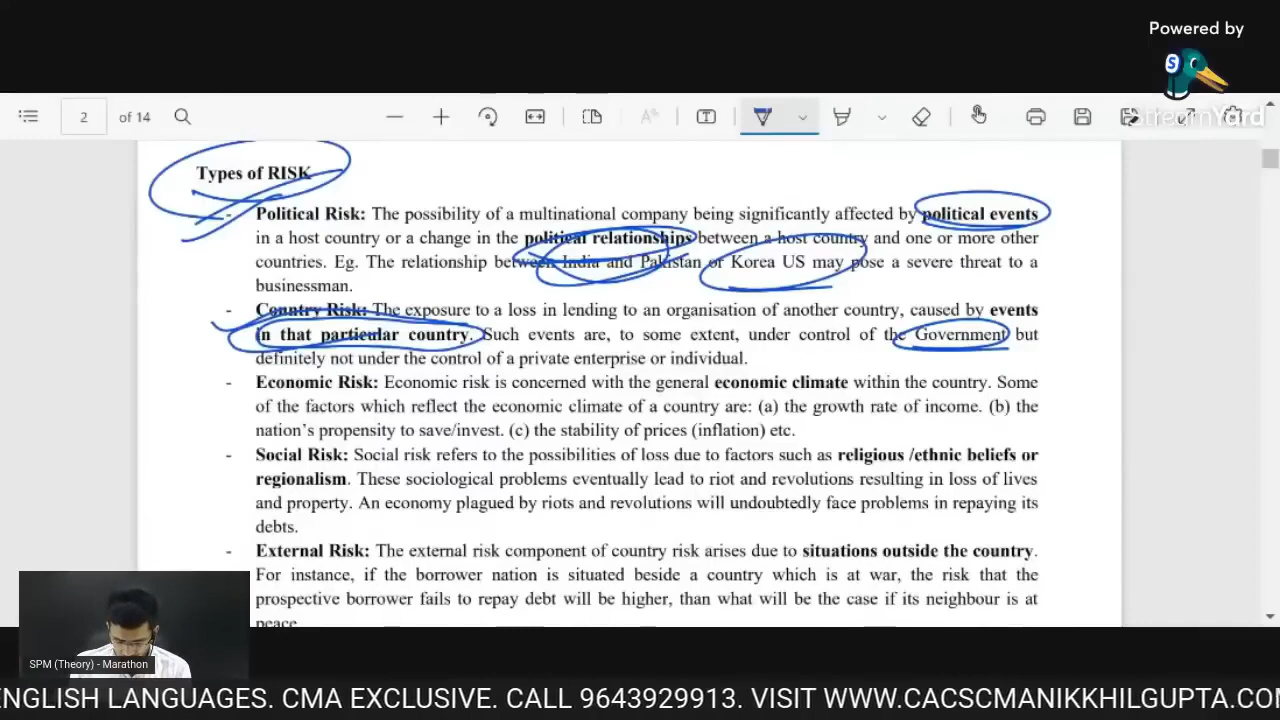 Powered by
S
2
of 14
StreamYard
Types of RISK
- Political Risk: The possibility of a multinational company being significantly affected by political events
in a host country or a change in the political relationships between a host country and one or more other
countries. Eg. The relationship between India and Pakistan or Korea US may pose a severe threat to a
businessman.
- Country Risk: The exposure to a loss in lending to an organisation of another country, caused by events
in that particular country. Such events are, to some extent, under control of the Government but
definitely not under the control of a private enterprise or individual.
- Economic Risk: Economic risk is concerned with the general economic climate within the country. Some
of the factors which reflect the economic climate of a country are: (a) the growth rate of income. (b) the
nation's propensity to save/invest. (c) the stability of prices (inflation) etc.
- Social Risk: Social risk refers to the possibilities of loss due to factors such as religious /ethnic beliefs or
regionalism. These sociological problems eventually lead to riot and revolutions resulting in loss of lives
and property. An economy plagued by riots and revolutions will undoubtedly face problems in repaying its
debts.
- External Risk: The external risk component of country risk arises due to situations outside the country.
For instance, if the borrower nation is situated beside a country which is at war, the risk that the
prospective borrower fails to repay debt will be higher, than what will be the case if its neighbour is at
peace
SPM (Theory) - Marathon
ENGLISH LANGUAGES. CMA EXCLUSIVE. CALL 9643929913. VISIT WWW.CACSCMANIKKHILGUPTA.CO